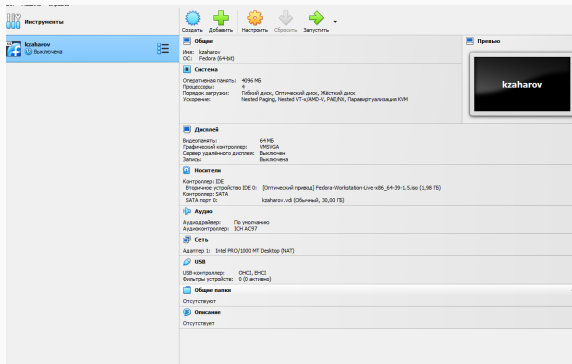 Инструменты
Создать Добавить Настроить Сбросить Запустить
kzaharov
Выключена
Общие
Имя: kzaharov
ОС: Fedora (64-bit)
Превью
kzaharov
Система
Оперативная память: 4096 МБ
Процессоры: 4
Порядок загрузки: Гибкий диск, Оптический диск, Жёсткий диск
Ускорение: Nested Paging, Nested VT-x/AMD-V, PAE/NX, Паравиртуализация KVM
Дисплей
Видеопамять: 64 МБ
Графический контроллер: VMSVGA
Сервер удалённого дисплея: Выключен
Запись: Выключена
Носители
Контроллер: IDE
Вторичное устройство IDE 0: [Оптический привод] Fedora-Workstation-Live-x86_64-39-1.5.iso (1,98 ГБ)
Контроллер: SATA
SATA порт 0: kzaharov.vdi (Обычный, 30,00 ГБ)
Аудио
Аудиодрайвер: По умолчанию
Аудиоконтроллер: ICH AC97
Сеть
Адаптер 1: Intel PRO/1000 MT Desktop (NAT)
USB
USB-контроллер: OHCI, EHCI
Фильтры устройств: 0 (0 активно)
Общие папки
Отсутствуют
Описание
Отсутствует